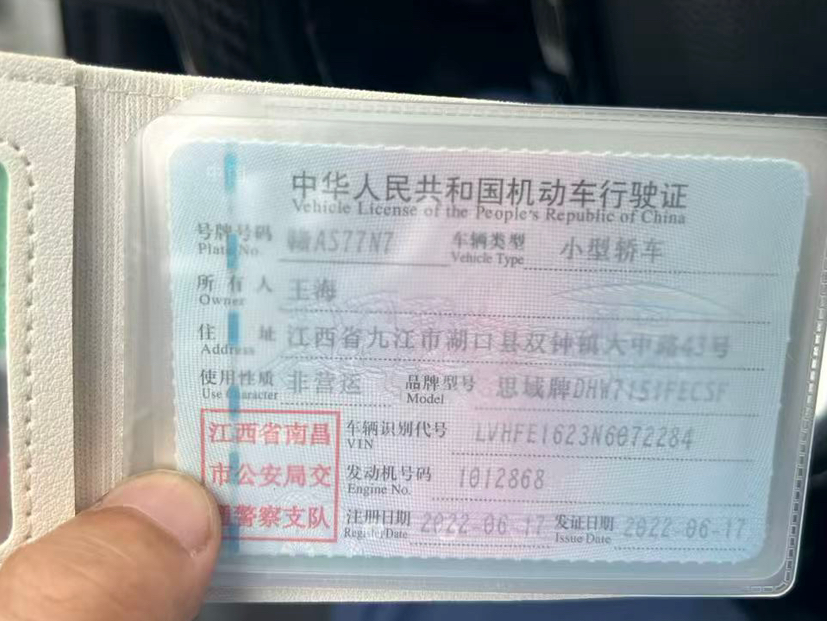 中华人民共和国机动车行驶证
Vehicle License of the People's Republic of China
号牌号码 赣AS77N7 车辆类型 小型轿车
Plate No. Vehicle Type
所有人 王海
Owner
住址 江西省九江市湖口县双钟镇大中路43号
Address
使用性质 非营运 品牌型号 思域牌DHW7151FECSF
Use Character Model
江西省南昌 车辆识别代号 LVHFE1623N6072284
VIN
市公安局交 发动机号码 1012868
Engine No.
警察支队 注册日期 2022-06-17 发证日期 2022-06-17
Register Date Issue Date